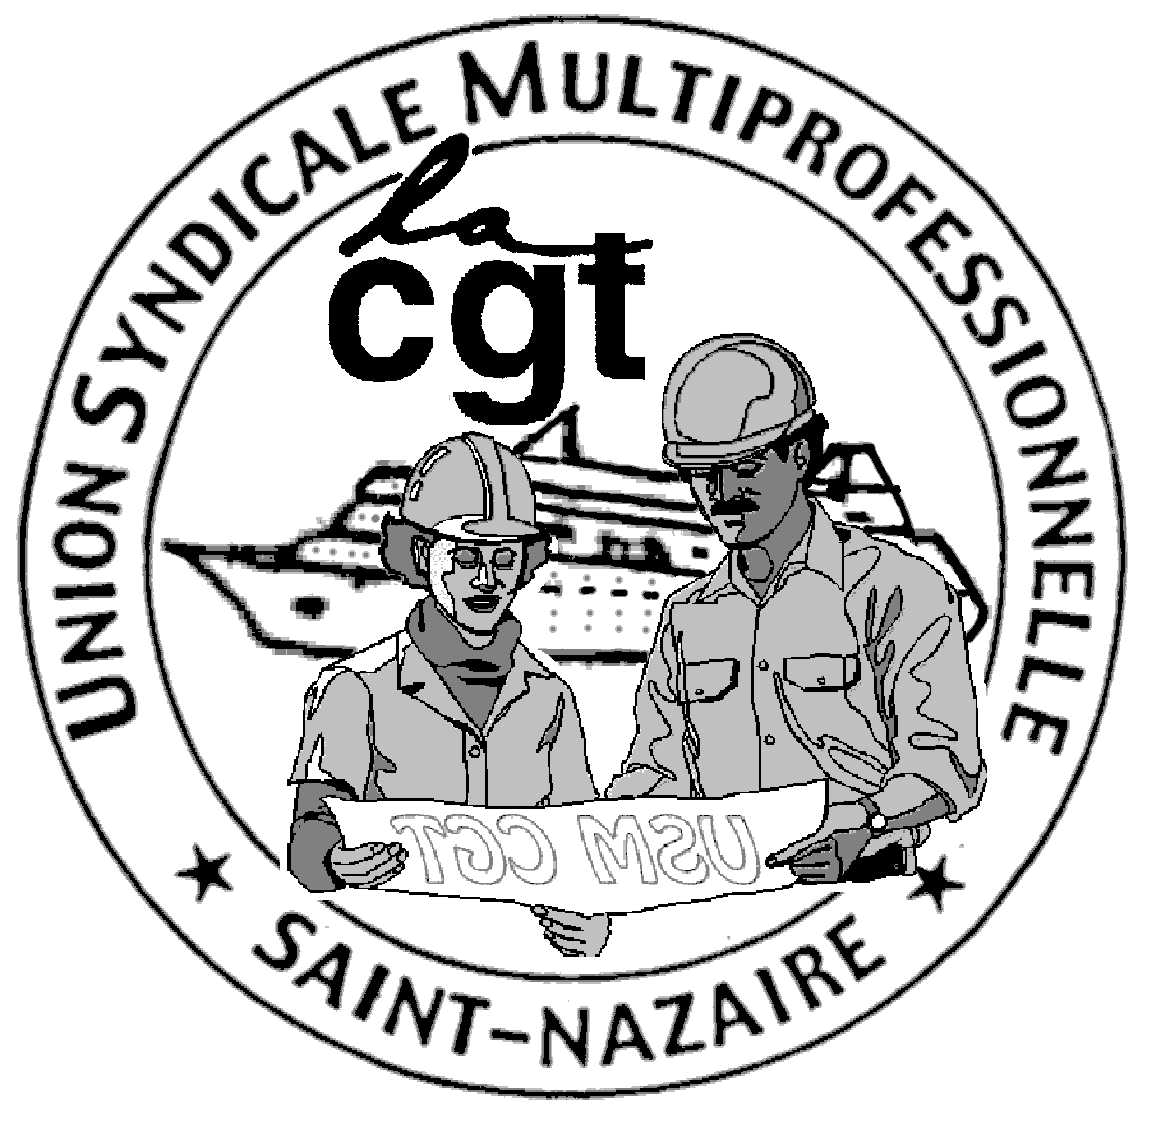 UNION SYNDICALE MULTIPROFESSIONNELLE
la
cgt
USM CGT
SAINT-NAZAIRE